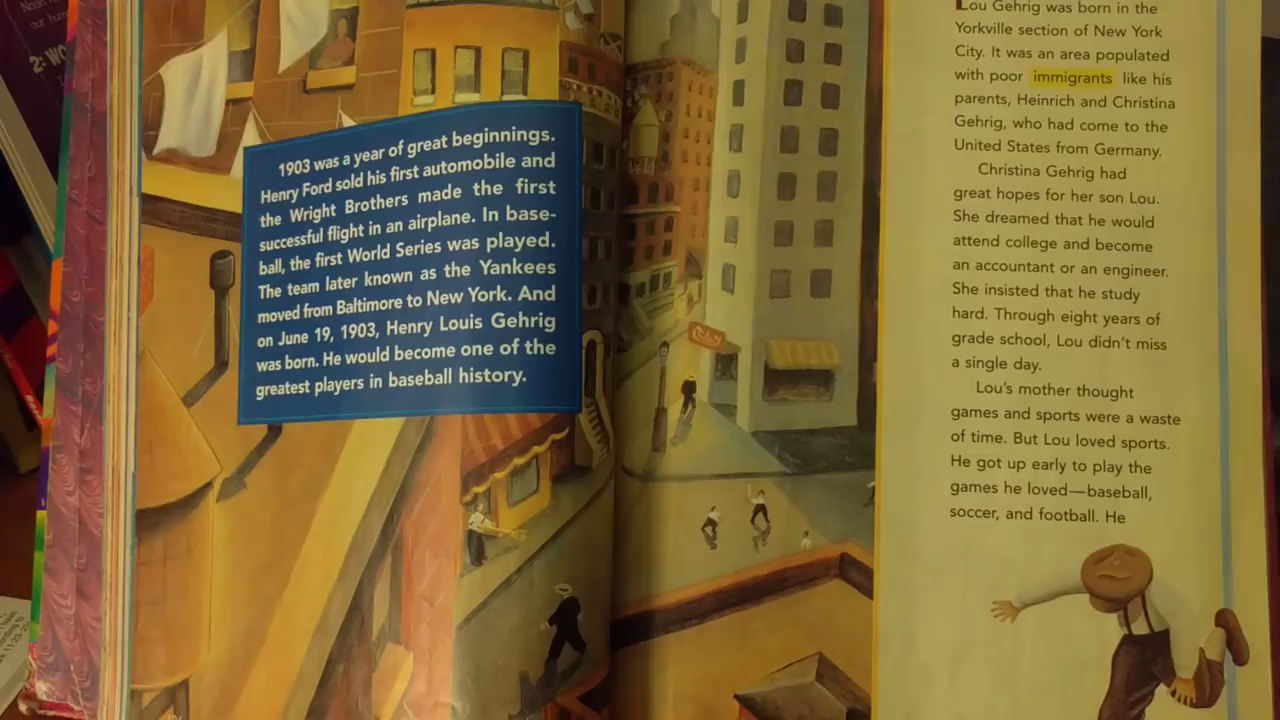 1903 was a year of great beginnings.
Henry Ford sold his first automobile and
the Wright Brothers made the first
successful flight in an airplane. In base-
ball, the first World Series was played.
The team later known as the Yankees
moved from Baltimore to New York. And
on June 19, 1903, Henry Louis Gehrig
was born. He would become one of the
greatest players in baseball history.
Lou Gehrig was born in the
Yorkville section of New York
City. It was an area populated
with poor immigrants like his
parents, Heinrich and Christina
Gehrig, who had come to the
United States from Germany.
Christina Gehrig had
great hopes for her son Lou.
She dreamed that he would
attend college and become
an accountant or an engineer.
She insisted that he study
hard. Through eight years of
grade school, Lou didn't miss
a single day.
Lou's mother thought
games and sports were a waste
of time. But Lou loved sports.
He got up early to play the
games he loved—baseball,
soccer, and football. He